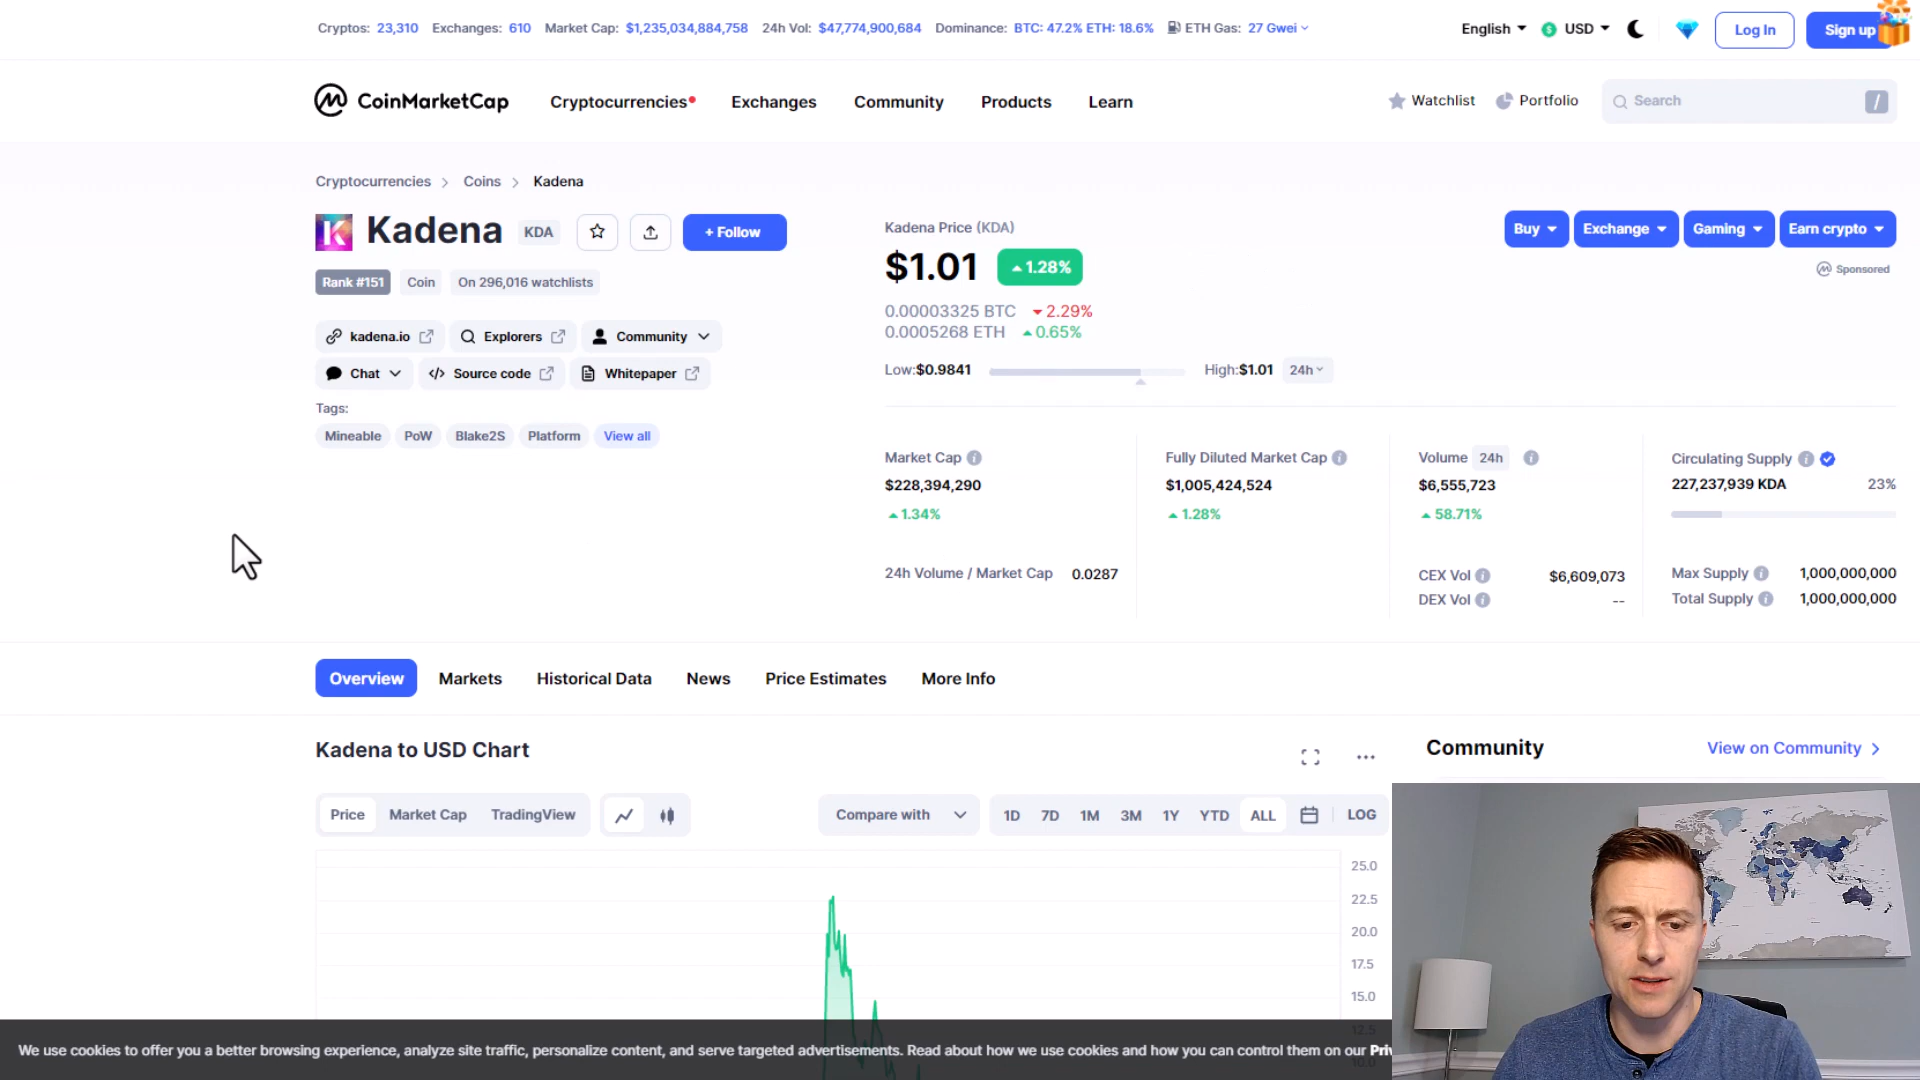 Cryptos: 23,310 Exchanges: 610 Market Cap: $1,235,034,884,758 24h Vol: $47,774,900,684 Dominance: BTC: 47.2% ETH: 18.6% ETH Gas: 27 Gwei English USD Log In Sign up
CoinMarketCap Cryptocurrencies Exchanges Community Products Learn Watchlist Portfolio Search /
Cryptocurrencies > Coins > Kadena
Kadena KDA + Follow
Rank #151 Coin On 296,016 watchlists
kadena.io Explorers Community
Chat Source code Whitepaper
Tags:
Mineable PoW Blake2S Platform View all
Kadena Price (KDA)
$1.01 1.28%
0.00003325 BTC 2.29%
0.0005268 ETH 0.65%
Low:$0.9841 High:$1.01 24h
Buy Exchange Gaming Earn crypto
Sponsored
Market Cap
$228,394,290
1.34%
24h Volume / Market Cap 0.0287
Fully Diluted Market Cap
$1,005,424,524
1.28%
Volume 24h
$6,555,723
58.71%
CEX Vol $6,609,073
DEX Vol --
Circulating Supply
227,237,939 KDA 23%
Max Supply 1,000,000,000
Total Supply 1,000,000,000
Overview Markets Historical Data News Price Estimates More Info
Kadena to USD Chart
Price Market Cap TradingView Compare with 1D 7D 1M 3M 1Y YTD ALL LOG
25.0
22.5
20.0
17.5
15.0
12.5
Community View on Community >
We use cookies to offer you a better browsing experience, analyze site traffic, personalize content, and serve targeted advertisements. Read about how we use cookies and how you can control them on our Priv